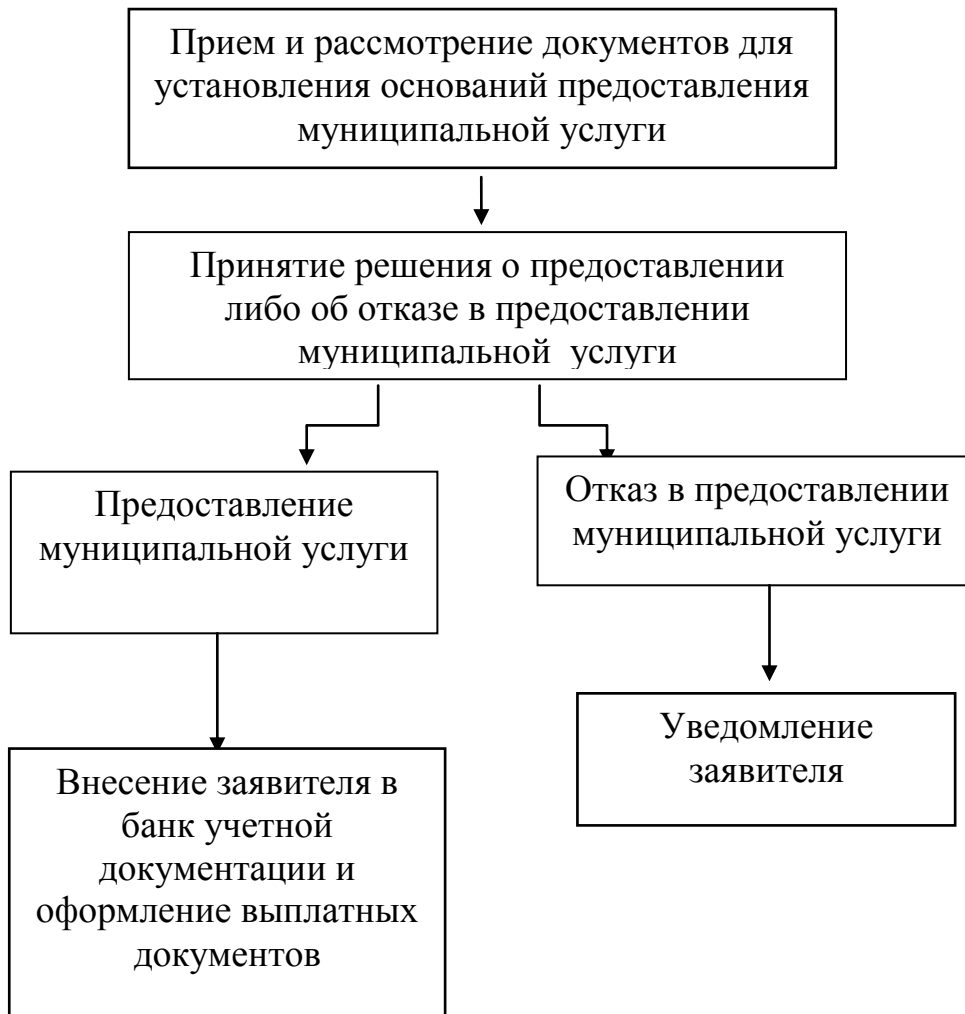 Прием и рассмотрение документов для
установления оснований предоставления
муниципальной услуги
Принятие решения о предоставлении
либо об отказе в предоставлении
муниципальной услуги
Предоставление
муниципальной услуги
Отказ в предоставлении
муниципальной услуги
Уведомление
заявителя
Внесение заявителя в
банк учетной
документации и
оформление выплатных
документов